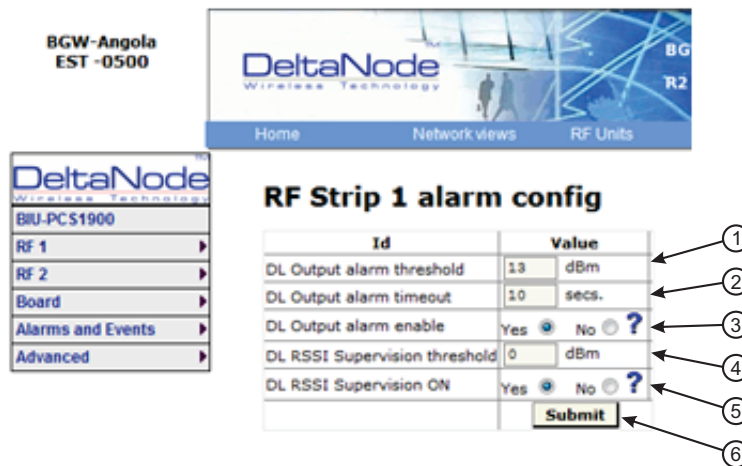 BGW-Angola
EST -0500
DeltaNode TM
Wireless Technology
BG
R2
Home Network views RF Units
DeltaNode TM
Wireless Technology
BIU-PCS1900
RF 1
RF 2
Board
Alarms and Events
Advanced
RF Strip 1 alarm config
Id Value
DL Output alarm threshold 13 dBm 1
DL Output alarm timeout 10 secs. 2
DL Output alarm enable Yes No ? 3
DL RSSI Supervision threshold 0 dBm 4
DL RSSI Supervision ON Yes No ? 5
Submit 6